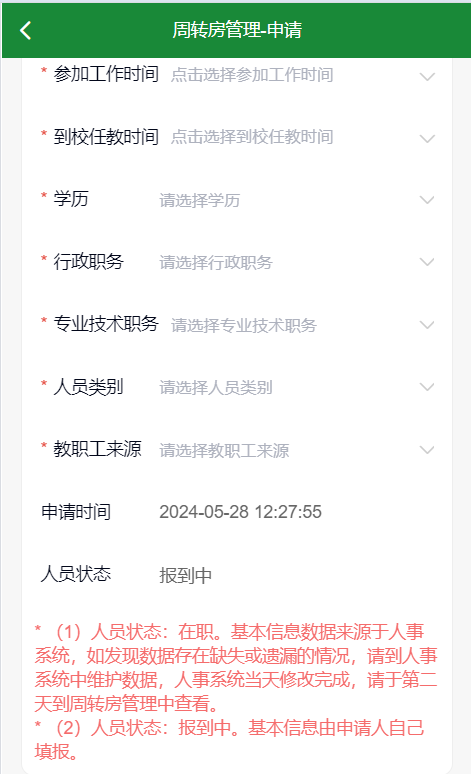 周转房管理-申请
* 参加工作时间 点击选择参加工作时间
* 到校任教时间 点击选择到校任教时间
* 学历 请选择学历
* 行政职务 请选择行政职务
* 专业技术职务 请选择专业技术职务
* 人员类别 请选择人员类别
* 教职工来源 请选择教职工来源
申请时间 2024-05-28 12:27:55
人员状态 报到中
* （1）人员状态：在职。基本信息数据来源于人事
系统，如发现数据存在缺失或遗漏的情况，请到人事
系统中维护数据，人事系统当天修改完成，请于第二
天到周转房管理中查看。
* （2）人员状态：报到中。基本信息由申请人自己
填报。